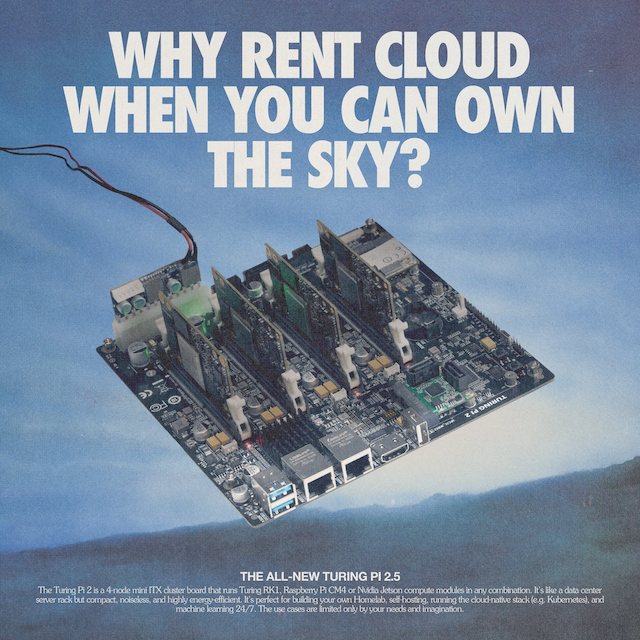 WHY RENT CLOUD
WHEN YOU CAN OWN
THE SKY?
TURING PI 2
THE ALL-NEW TURING PI 2.5
The Turing Pi 2 is a 4-node mini ITX cluster board that runs Turing RK1, Raspberry Pi CM4 or Nvidia Jetson compute modules in any combination. It's like a data center
server rack but compact, noiseless, and highly energy-efficient. It's perfect for building your own Homelab, self-hosting, running the cloud-native stack (e.g. Kubernetes), and
machine learning 24/7. The use cases are limited only by your needs and imagination.